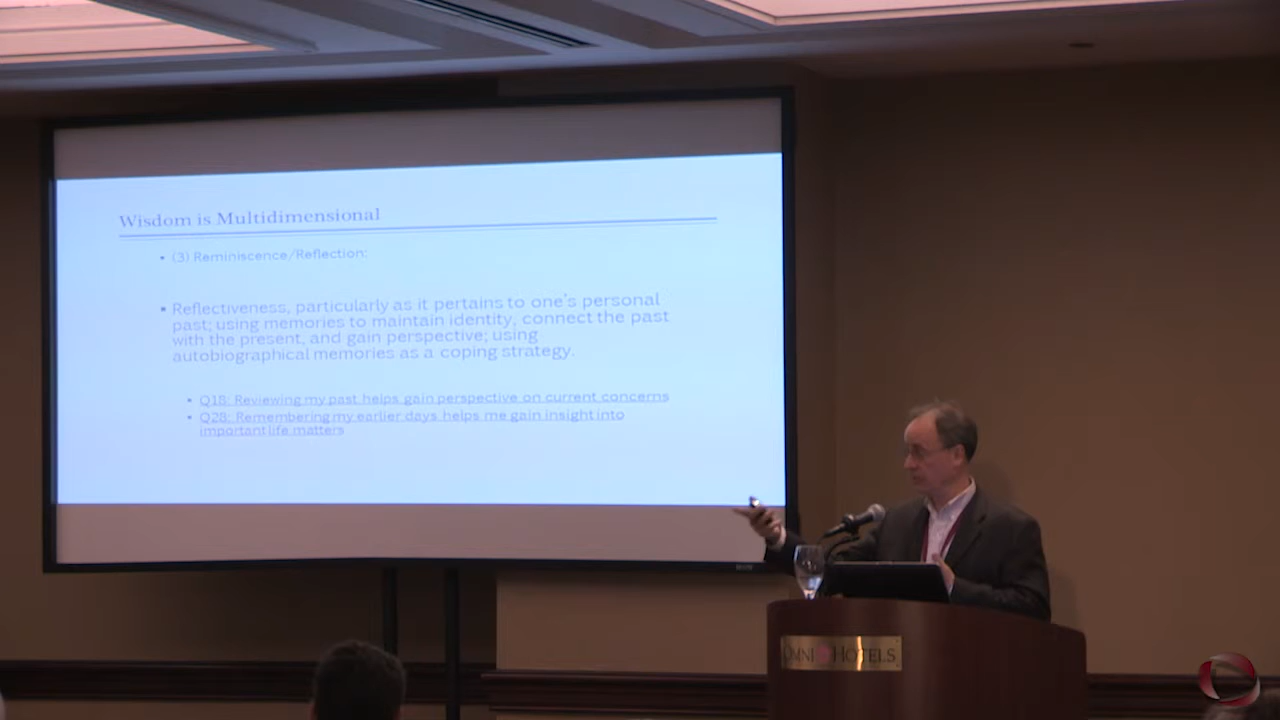 Wisdom is Multidimensional
• (3) Reminiscence/Reflection:
▪ Reflectiveness, particularly as it pertains to one's personal
past; using memories to maintain identity, connect the past
with the present, and gain perspective; using
autobiographical memories as a coping strategy.
▪ Q18: Reviewing my past helps gain perspective on current concerns
• Q28: Remembering my earlier days helps me gain insight into
important life matters
OMNI HOTELS